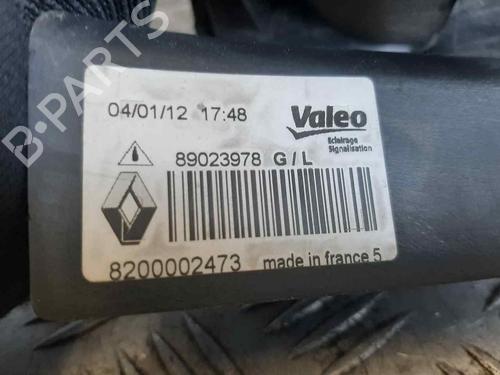 B-PARTS
04/01/12 17:48
Valeo
Eclairage
Signalisation
89023978 G/L
8200002473 made in france 5